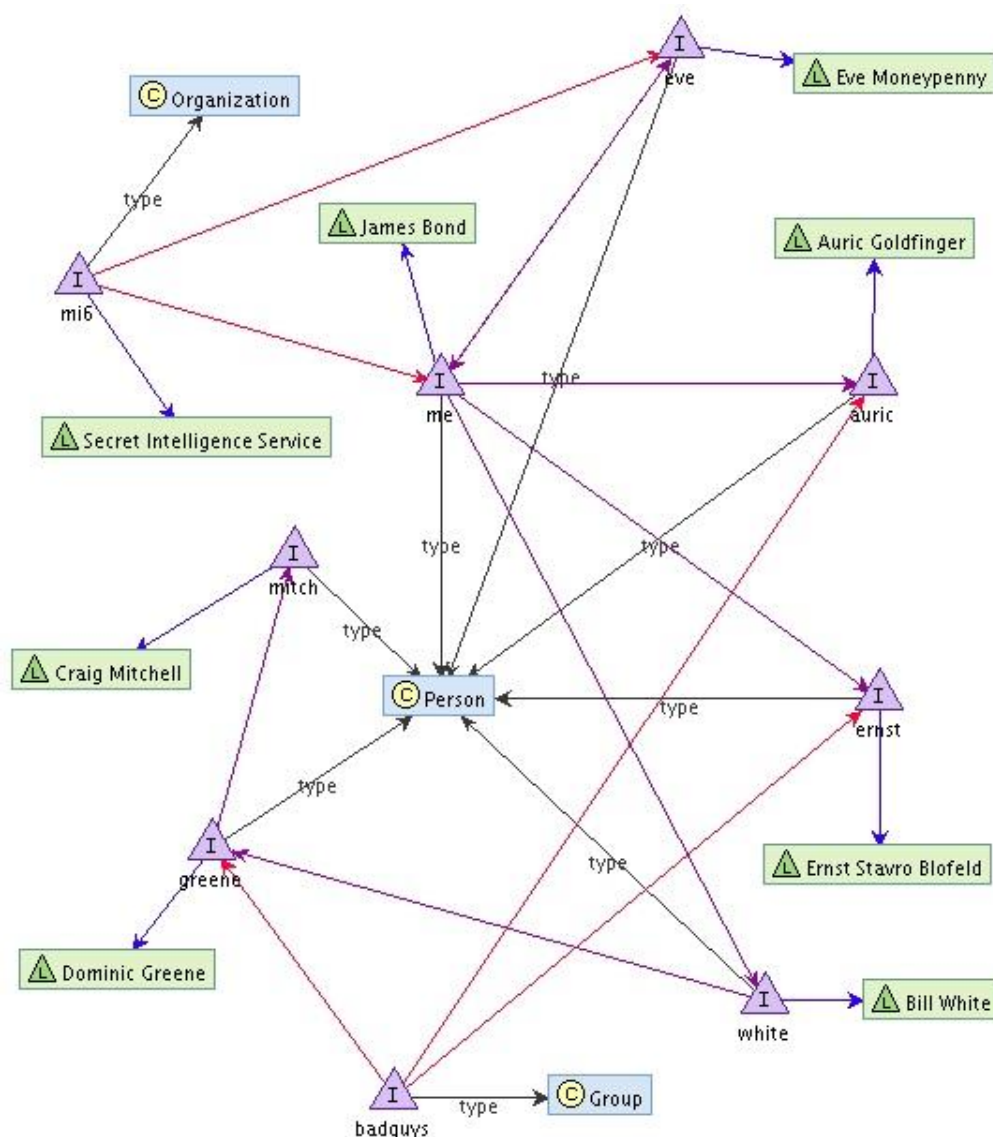 I
eve
L Eve Moneypenny
C Organization
type
L James Bond
L Auric Goldfinger
I
mi6
I
me
type
I
auric
L Secret Intelligence Service
I
mitch
type
type
type
L Craig Mitchell
C Person
type
I
ernst
type
I
greene
type
L Ernst Stavro Blofeld
L Dominic Greene
I
white
L Bill White
I
badguys
type
C Group